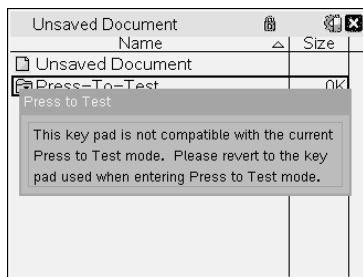 Unsaved Document
Name Size
Unsaved Document
Press-To-Test 0K
Press to Test
This key pad is not compatible with the current
Press to Test mode. Please revert to the key
pad used when entering Press to Test mode.